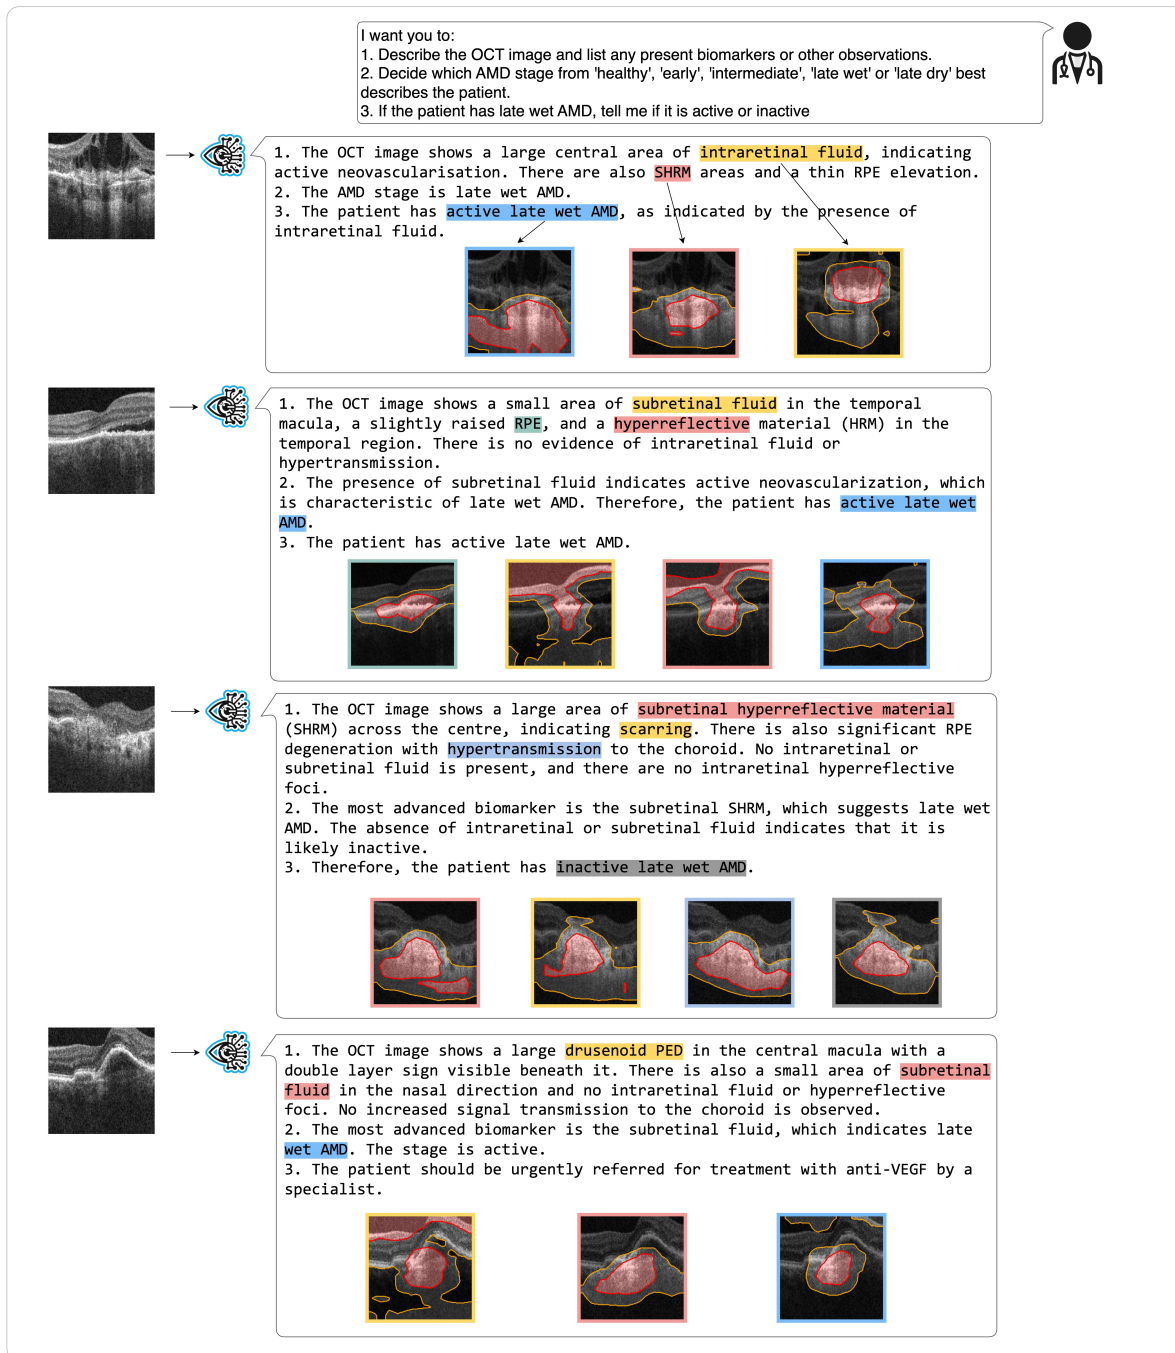 I want you to:
1. Describe the OCT image and list any present biomarkers or other observations.
2. Decide which AMD stage from 'healthy', 'early', 'intermediate', 'late wet' or 'late dry' best
describes the patient.
3. If the patient has late wet AMD, tell me if it is active or inactive
1. The OCT image shows a large central area of intraretinal fluid, indicating
active neovascularisation. There are also SHRM areas and a thin RPE elevation.
2. The AMD stage is late wet AMD.
3. The patient has active late wet AMD, as indicated by the presence of
intraretinal fluid.
1. The OCT image shows a small area of subretinal fluid in the temporal
macula, a slightly raised RPE, and a hyperreflective material (HRM) in the
temporal region. There is no evidence of intraretinal fluid or
hypertransmission.
2. The presence of subretinal fluid indicates active neovascularization, which
is characteristic of late wet AMD. Therefore, the patient has active late wet
AMD.
3. The patient has active late wet AMD.
1. The OCT image shows a large area of subretinal hyperreflective material
(SHRM) across the centre, indicating scarring. There is also significant RPE
degeneration with hypertransmission to the choroid. No intraretinal or
subretinal fluid is present, and there are no intraretinal hyperreflective
foci.
2. The most advanced biomarker is the subretinal SHRM, which suggests late wet
AMD. The absence of intraretinal or subretinal fluid indicates that it is
likely inactive.
3. Therefore, the patient has inactive late wet AMD.
1. The OCT image shows a large drusenoid PED in the central macula with a
double layer sign visible beneath it. There is also a small area of subretinal
fluid in the nasal direction and no intraretinal fluid or hyperreflective
foci. No increased signal transmission to the choroid is observed.
2. The most advanced biomarker is the subretinal fluid, which indicates late
wet AMD. The stage is active.
3. The patient should be urgently referred for treatment with anti-VEGF by a
specialist.